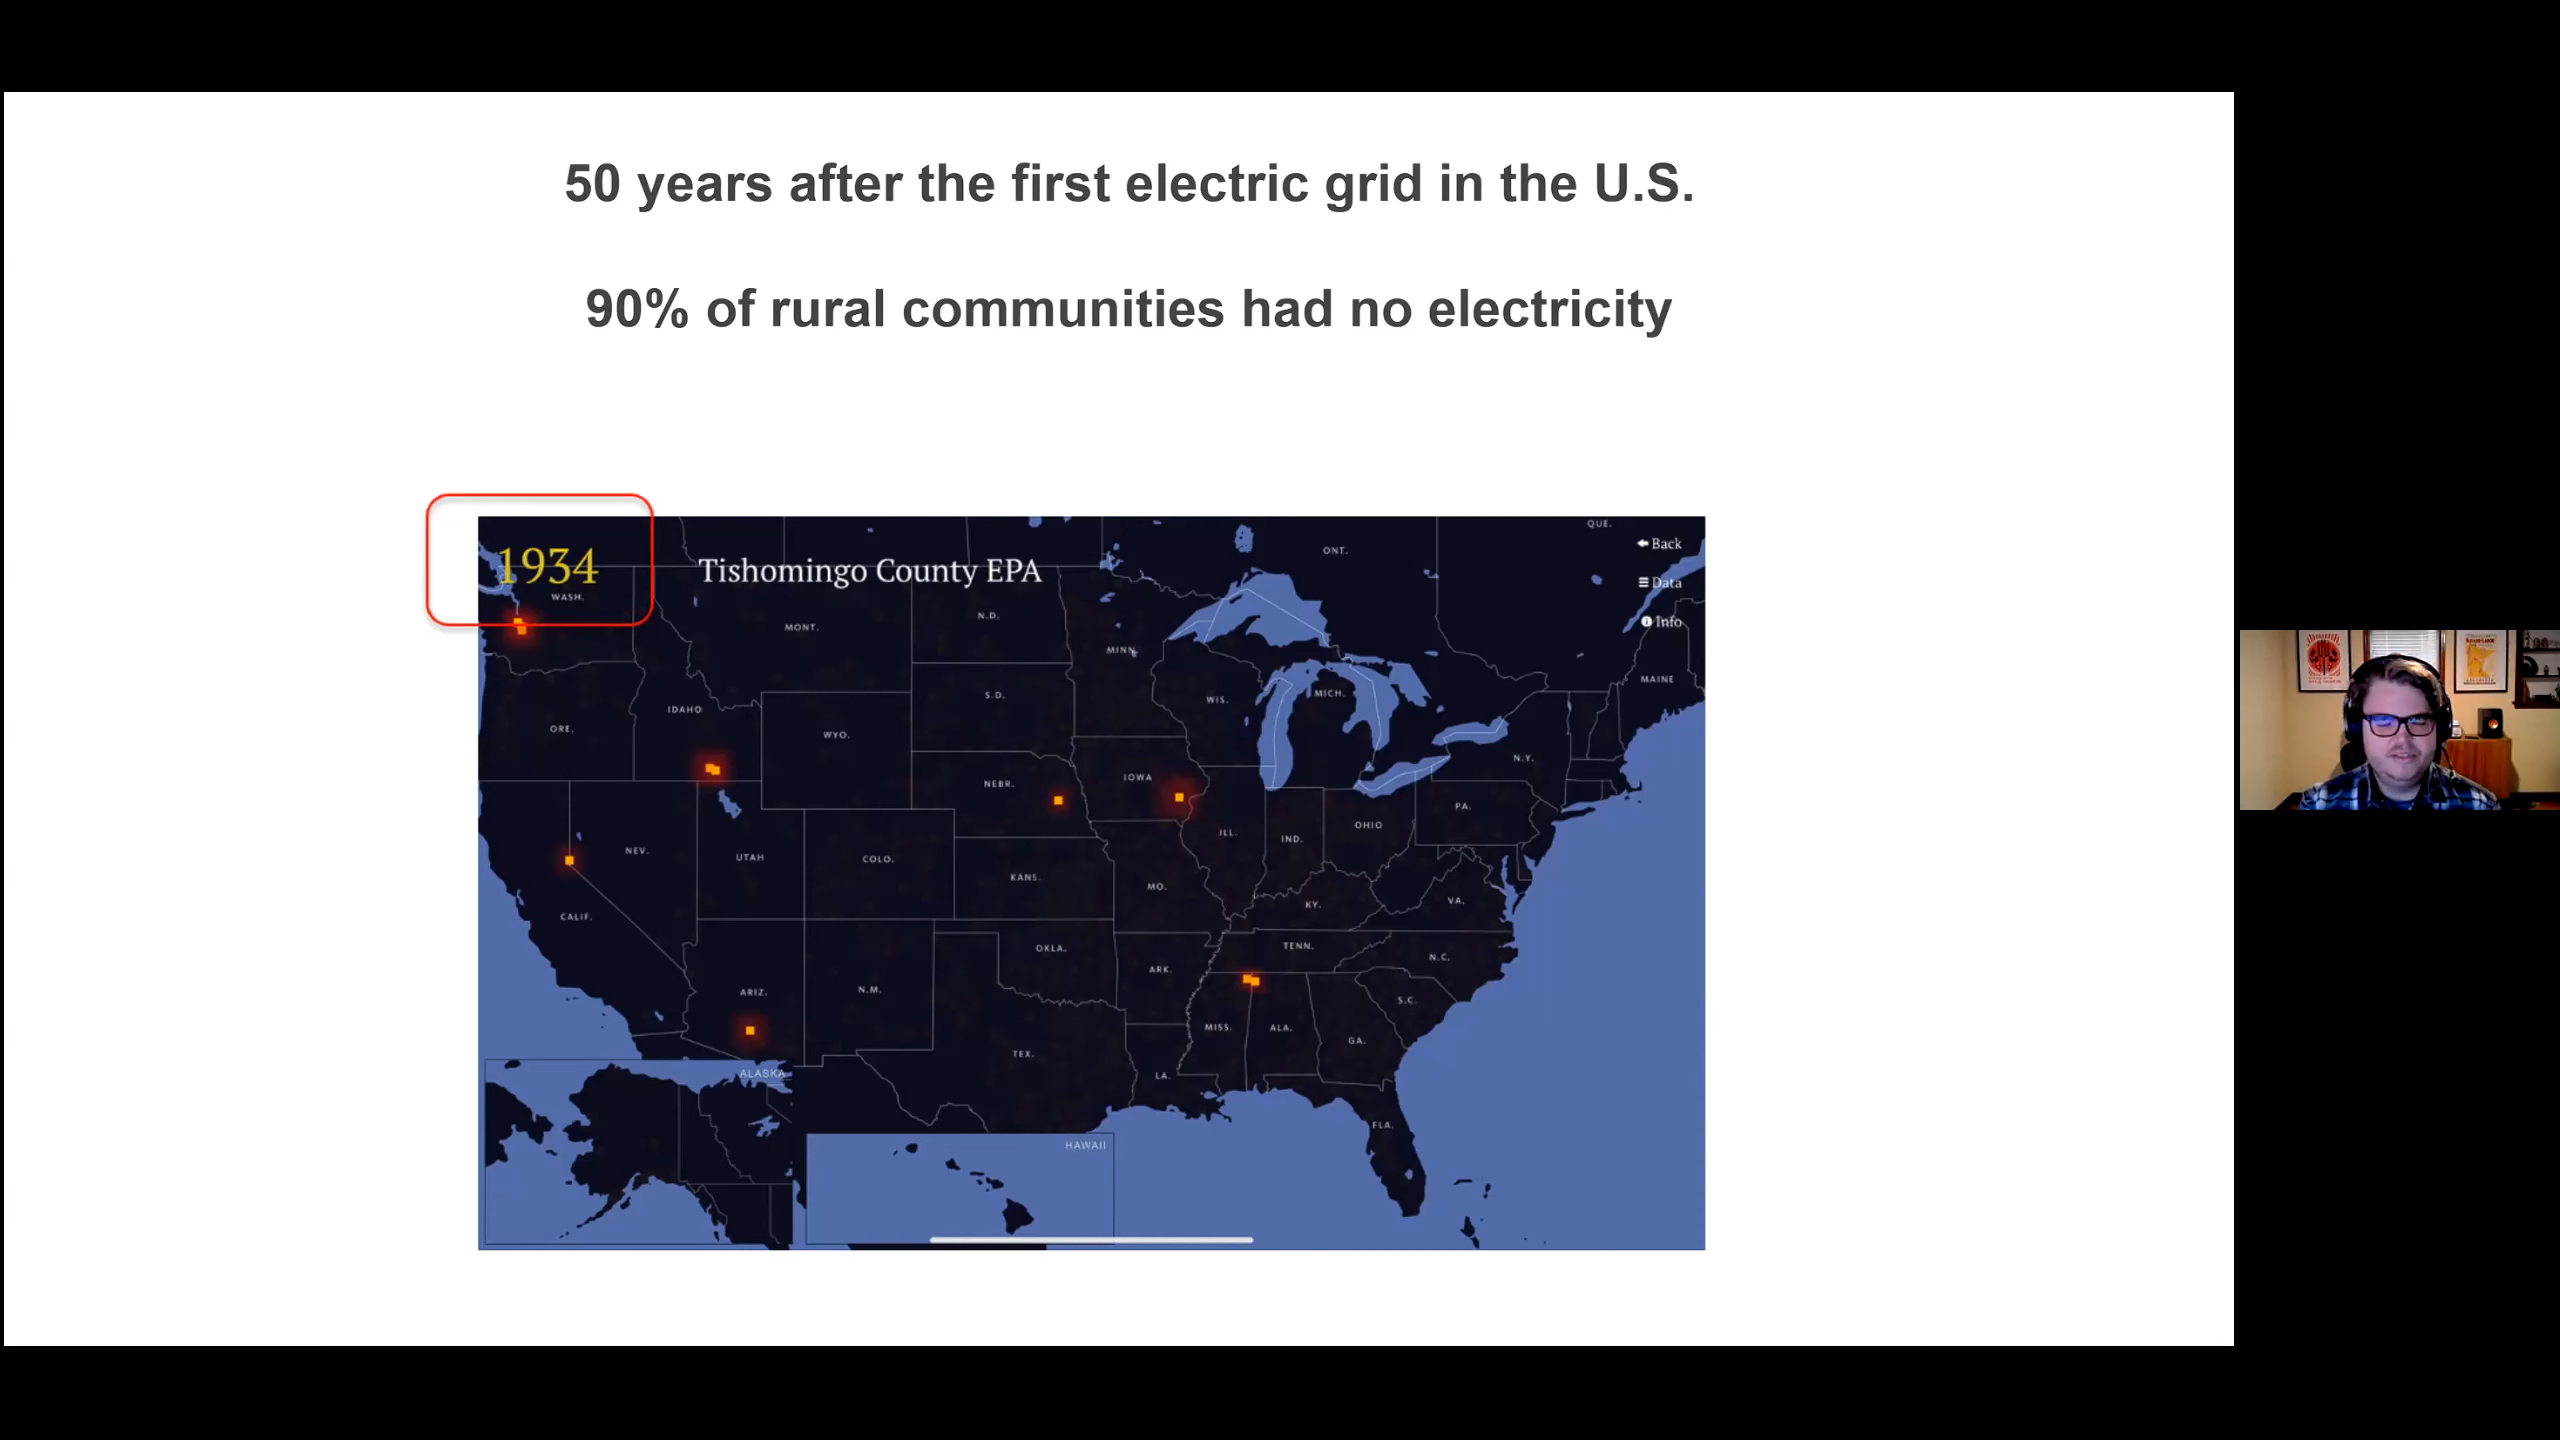 50 years after the first electric grid in the U.S.
90% of rural communities had no electricity
1934
Tishomingo County EPA
Back
Data
Info
QUE.
ONT.
WASH.
MONT.
N.D.
MINN.
MAINE
IDAHO
S.D.
WIS.
MICH.
ORE.
WYO.
N.Y.
NEBR.
IOWA
PA.
NEV.
UTAH
COLO.
ILL.
IND.
OHIO
KANS.
MO.
CALIF.
KY.
VA.
OKLA.
TENN.
N.C.
ARK.
ARIZ.
N.M.
S.C.
TEX.
MISS.
ALA.
GA.
LA.
ALASKA
FLA.
HAWAII